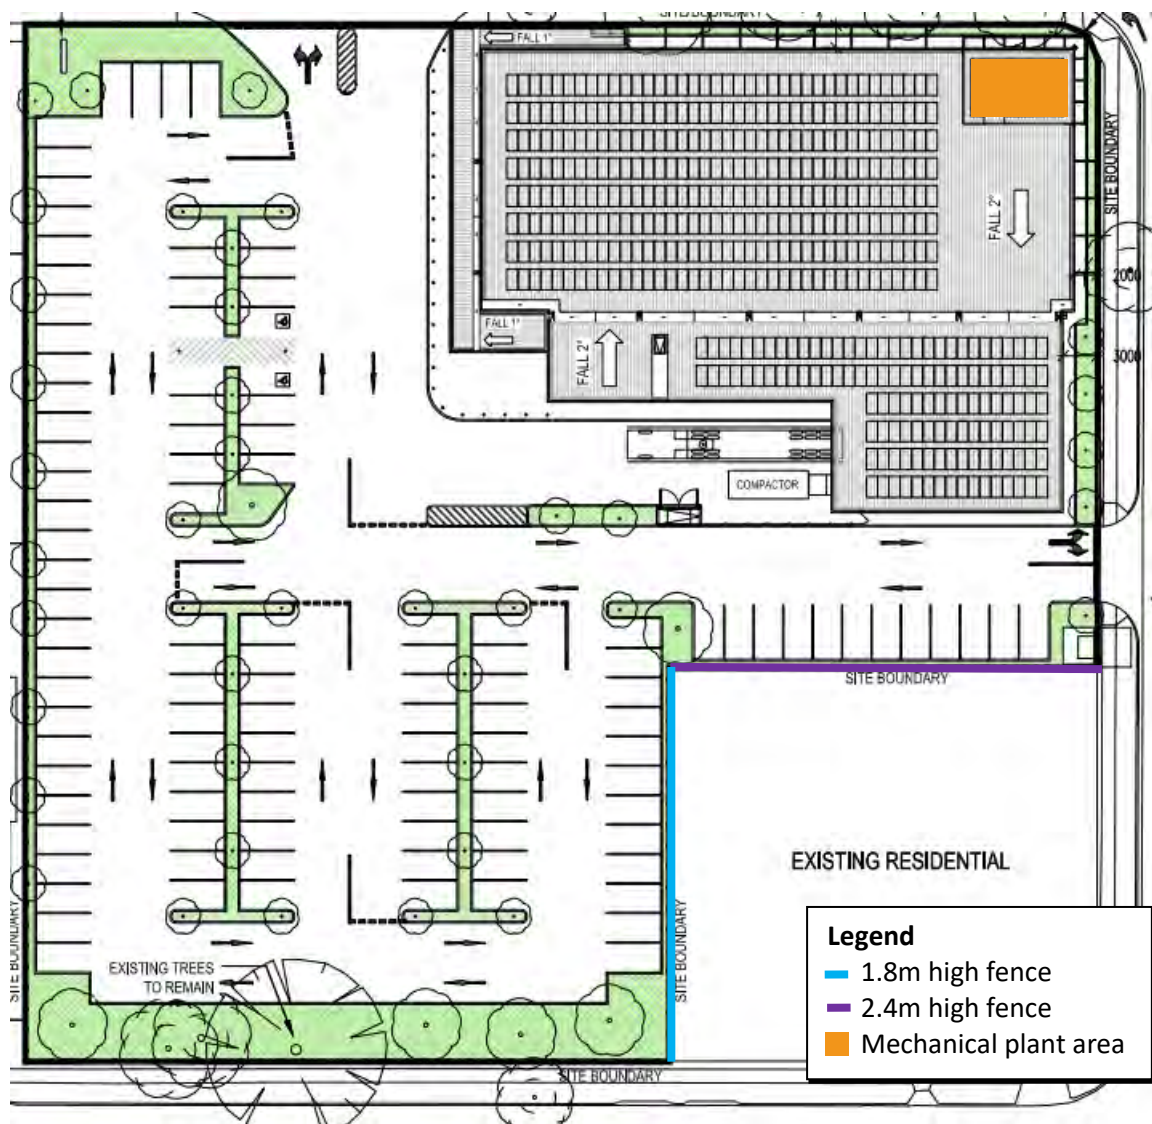 SITE BOUNDARY
FALL 1°
SITE BOUNDARY
FALL 2°
2000
FALL 1°
FALL 2°
3000
COMPACTOR
SITE BOUNDARY
EXISTING RESIDENTIAL
SITE BOUNDARY
SITE BOUNDARY
EXISTING TREES
TO REMAIN
SITE BOUNDARY
Legend
1.8m high fence
2.4m high fence
Mechanical plant area